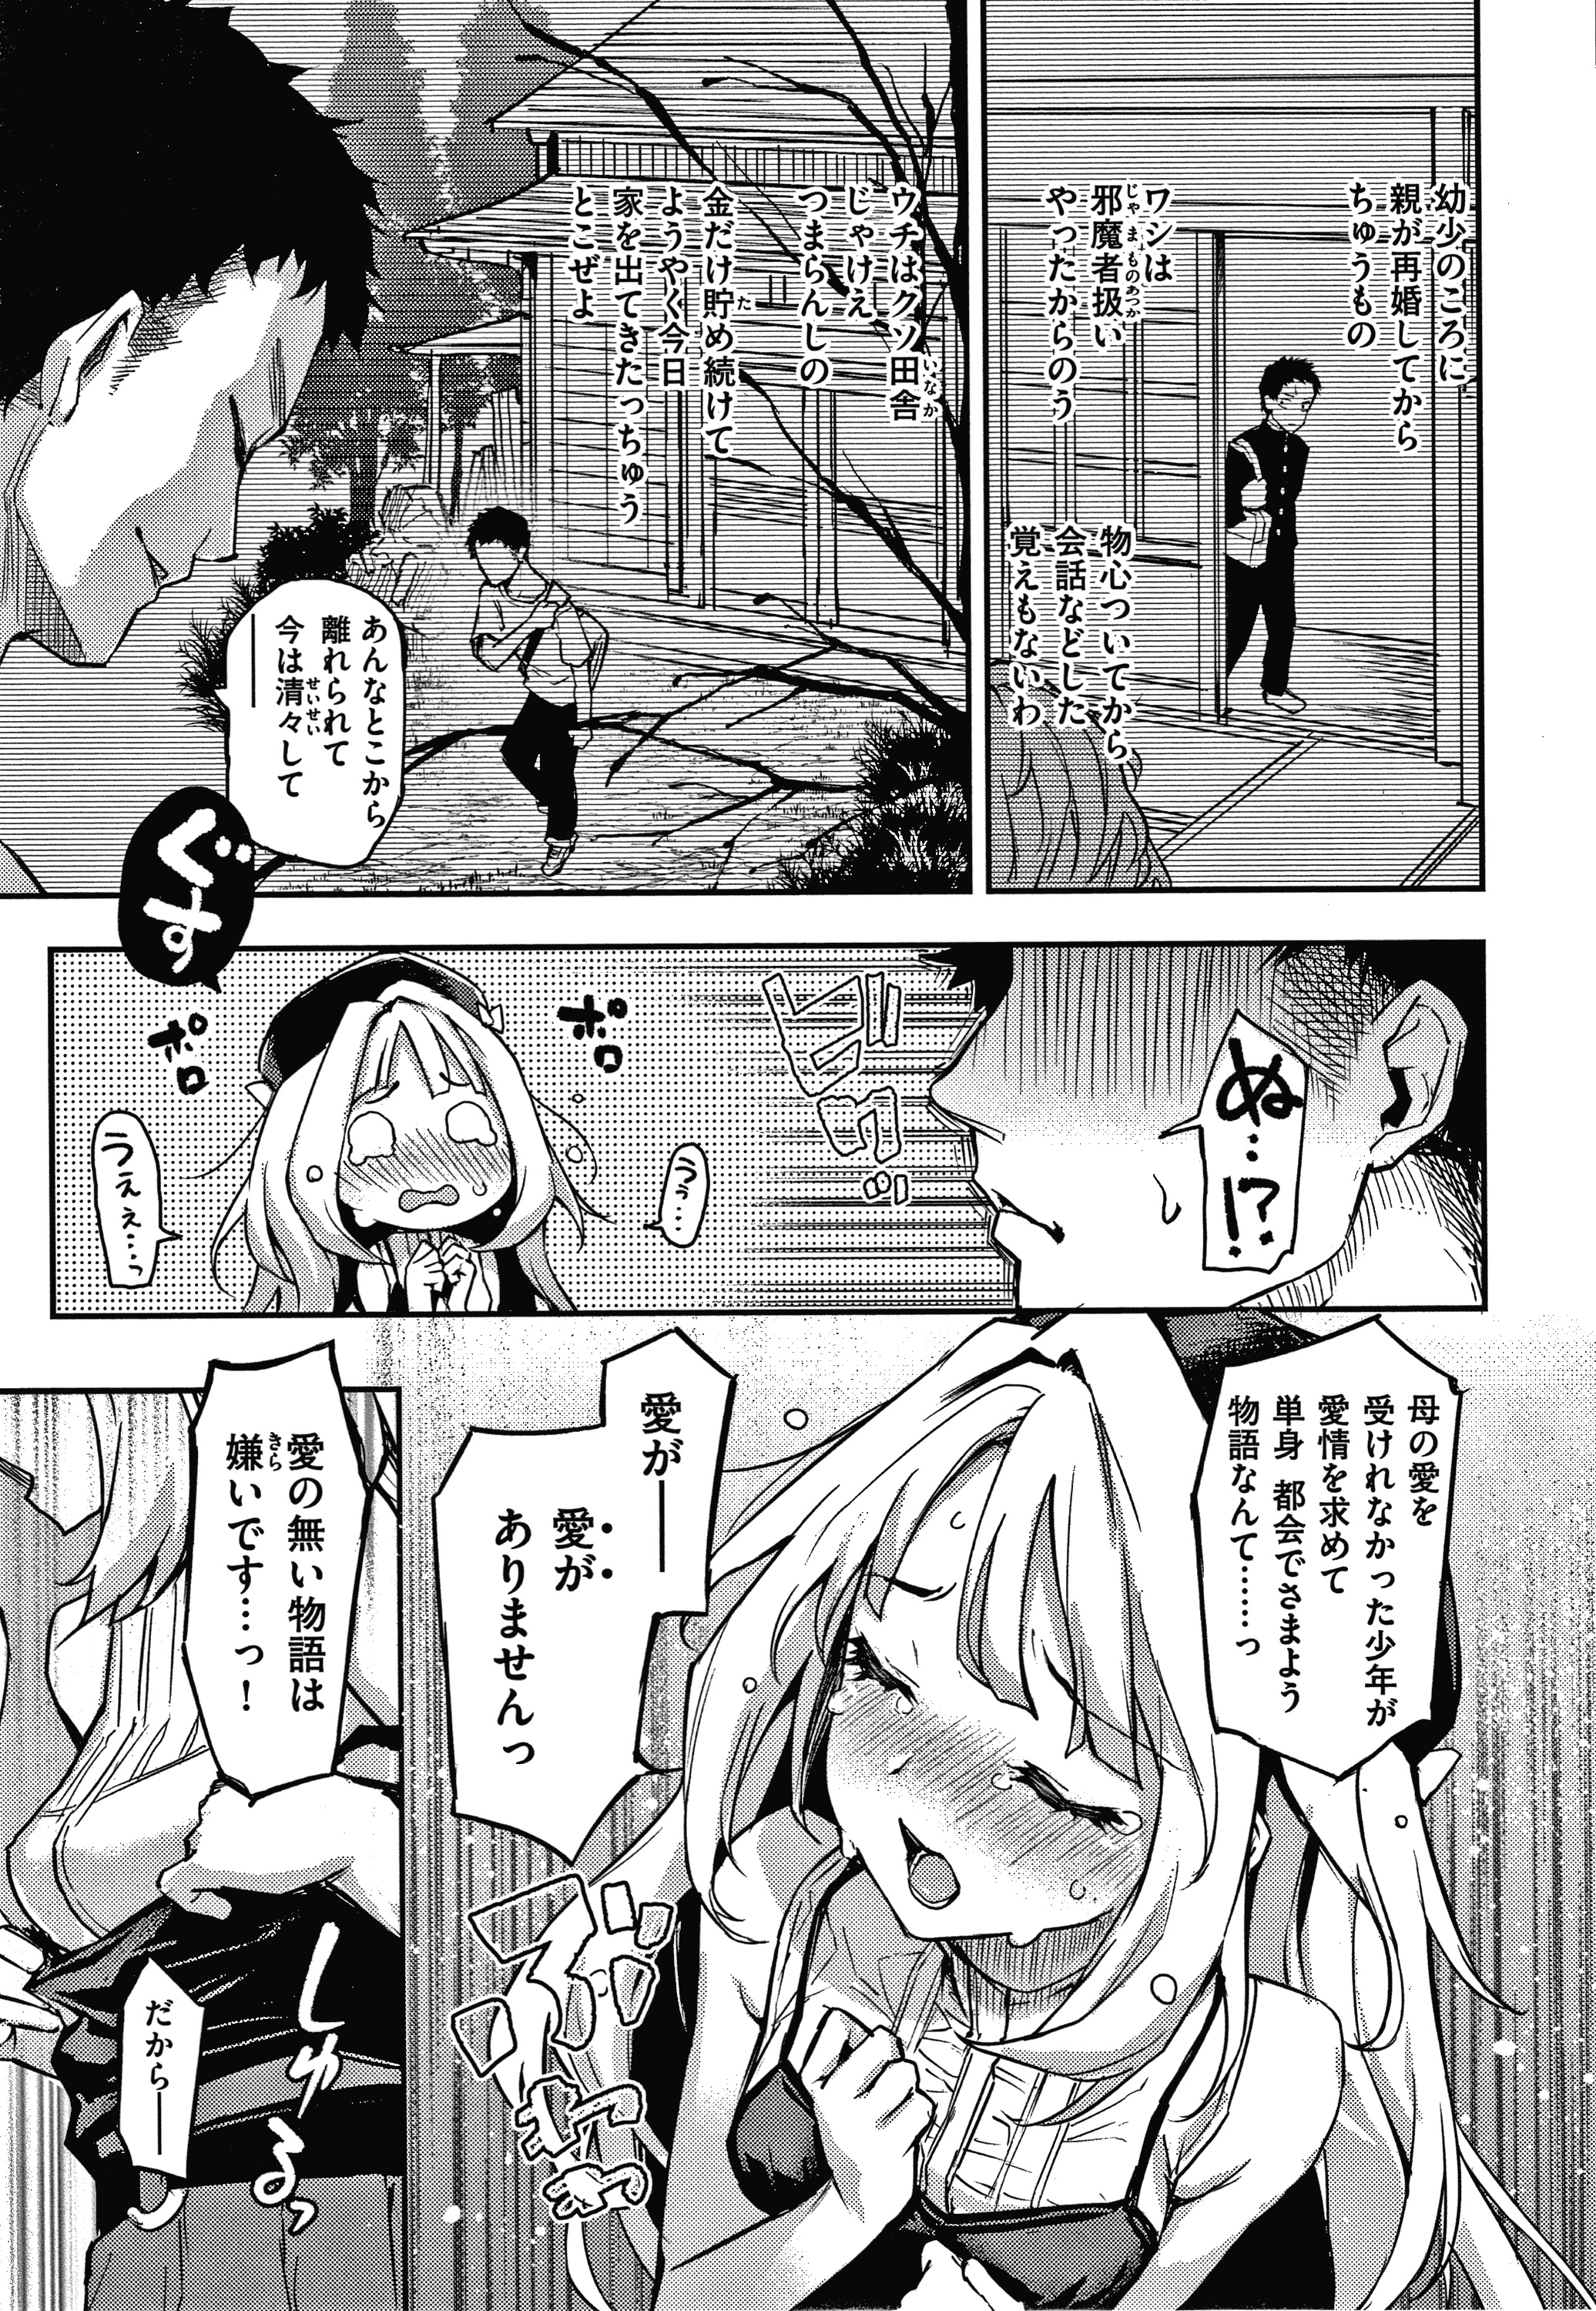 幼少のころに
親が再婚してから
ちゅうもの
ワシは
邪魔者扱い
やったからのう
物心ついてから
会話などした
覚えもないわ
ウチはクソ田舎
じゃけえ
つまらんしの
金だけ貯め続けて
ようやく今日
家を出てきたっちゅう
とこぜよ
あんなとこから
離れられて
今は清々して
――
ぐす
ぬ…!?
ポロ
ポロ
うぅ…
うぇぇ…っ
母の愛を
受けれなかった少年が
愛情を求めて
単身 都会でさまよう
物語なんて……っ
愛が――
愛が
ありませんっ
愛の無い物語は
嫌いです…っ!
しゅるっ
だから――